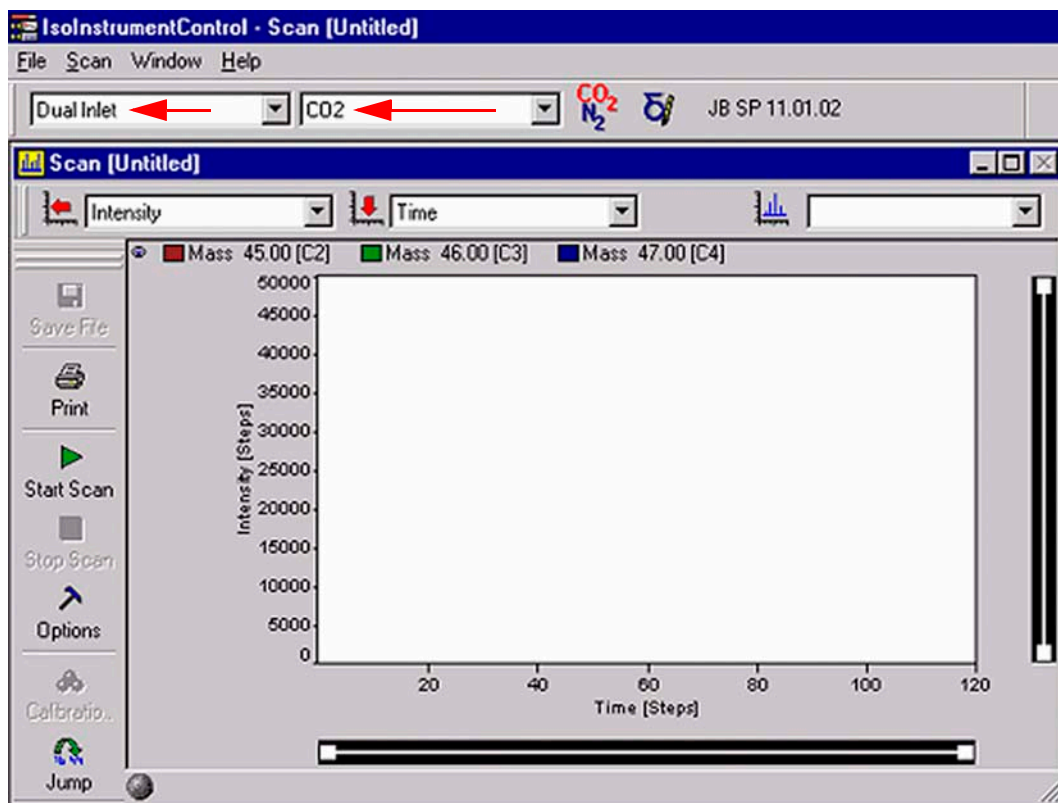 IsoInstrumentControl - Scan [Untitled]
File Scan Window Help
Dual Inlet CO2 CO2 N2 JB SP 11.01.02
Scan [Untitled]
Intensity Time
Mass 45.00 [C2] Mass 46.00 [C3] Mass 47.00 [C4]
Save File
Print
Start Scan
Stop Scan
Options
Calibratio..
Jump
Intensity [Steps]
50000
45000
40000
35000
30000
25000
20000
15000
10000
5000
0
20 40 60 80 100 120
Time [Steps]